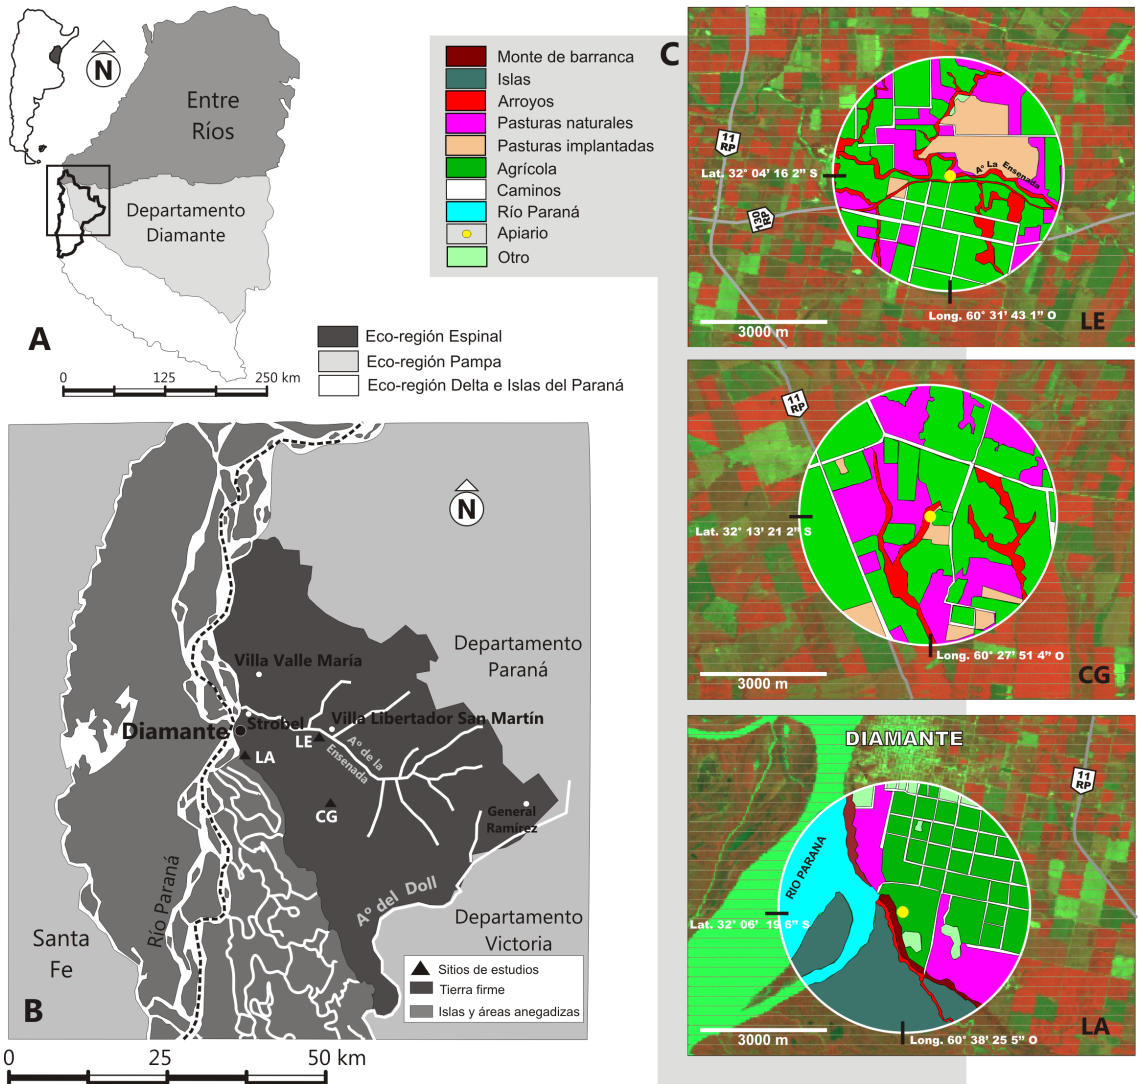 N
Entre
Ríos
Departamento
Diamante
A
Eco-región Espinal
Eco-región Pampa
Eco-región Delta e Islas del Paraná
0 125 250 km
Monte de barranca
Islas
Arroyos
Pasturas naturales
Pasturas implantadas
Agrícola
Caminos
Río Paraná
Apiario
Otro
C
11
RP
Lat. 32° 04' 16 2" S
Aº La Ensenada
130
RP
Long. 60° 31' 43 1" O
3000 m
LE
11
RP
Lat. 32° 13' 21 2" S
Long. 60° 27' 51 4" O
3000 m
CG
DIAMANTE
11
RP
RIO PARANA
Lat. 32° 06' 19 6" S
3000 m
Long. 60° 38' 25 5" O
LA
N
Departamento
Paraná
Villa Valle María
Strobel
Villa Libertador San Martín
Diamante
LE
Aº de la
Ensenada
LA
CG
General
Ramírez
Río Paraná
Aº del Doll
Departamento
Victoria
Santa
Fe
Sitios de estudios
Tierra firme
Islas y áreas anegadizas
B
0 25 50 km